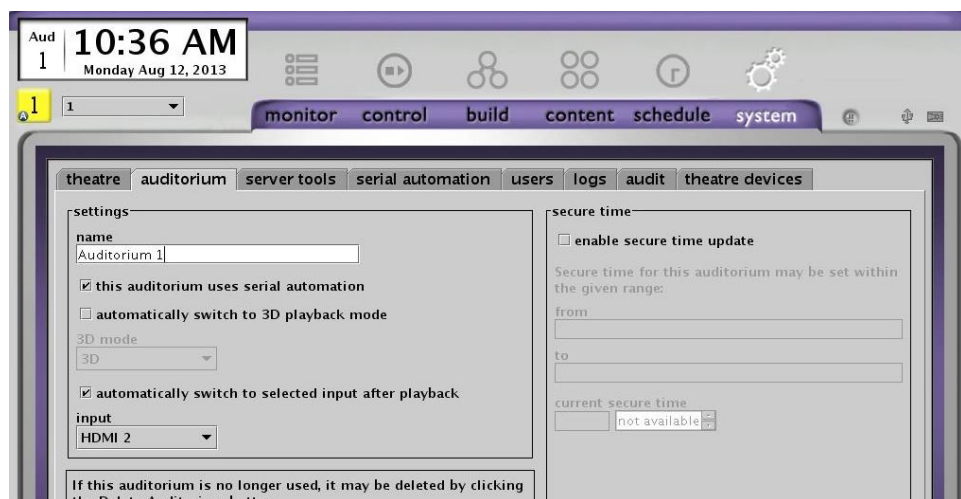 Aud
1
10:36 AM
Monday Aug 12, 2013
1
A
1
monitor control build content schedule system
theatre auditorium server tools serial automation users logs audit theatre devices
settings
name
Auditorium 1
this auditorium uses serial automation
automatically switch to 3D playback mode
3D mode
3D
automatically switch to selected input after playback
input
HDMI 2
If this auditorium is no longer used, it may be deleted by clicking
secure time
enable secure time update
Secure time for this auditorium may be set within
the given range:
from
to
current secure time
not available